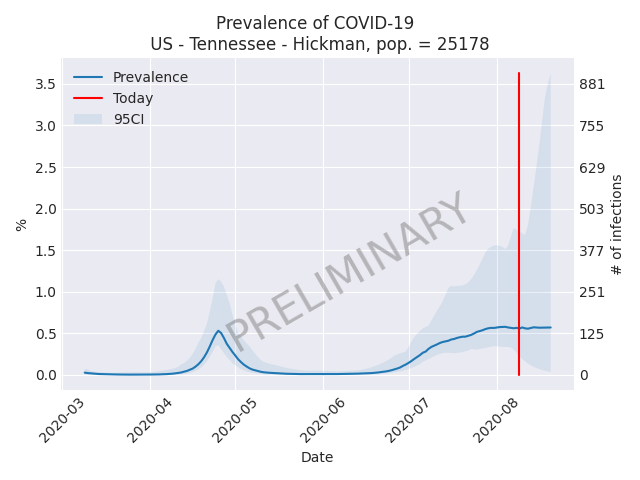 Prevalence of COVID-19
US - Tennessee - Hickman, pop. = 25178
Prevalence
Today
95CI
PRELIMINARY
%
3.5
3.0
2.5
2.0
1.5
1.0
0.5
0.0
881
755
629
503
377
251
125
0
# of infections
2020-03
2020-04
2020-05
2020-06
2020-07
2020-08
Date